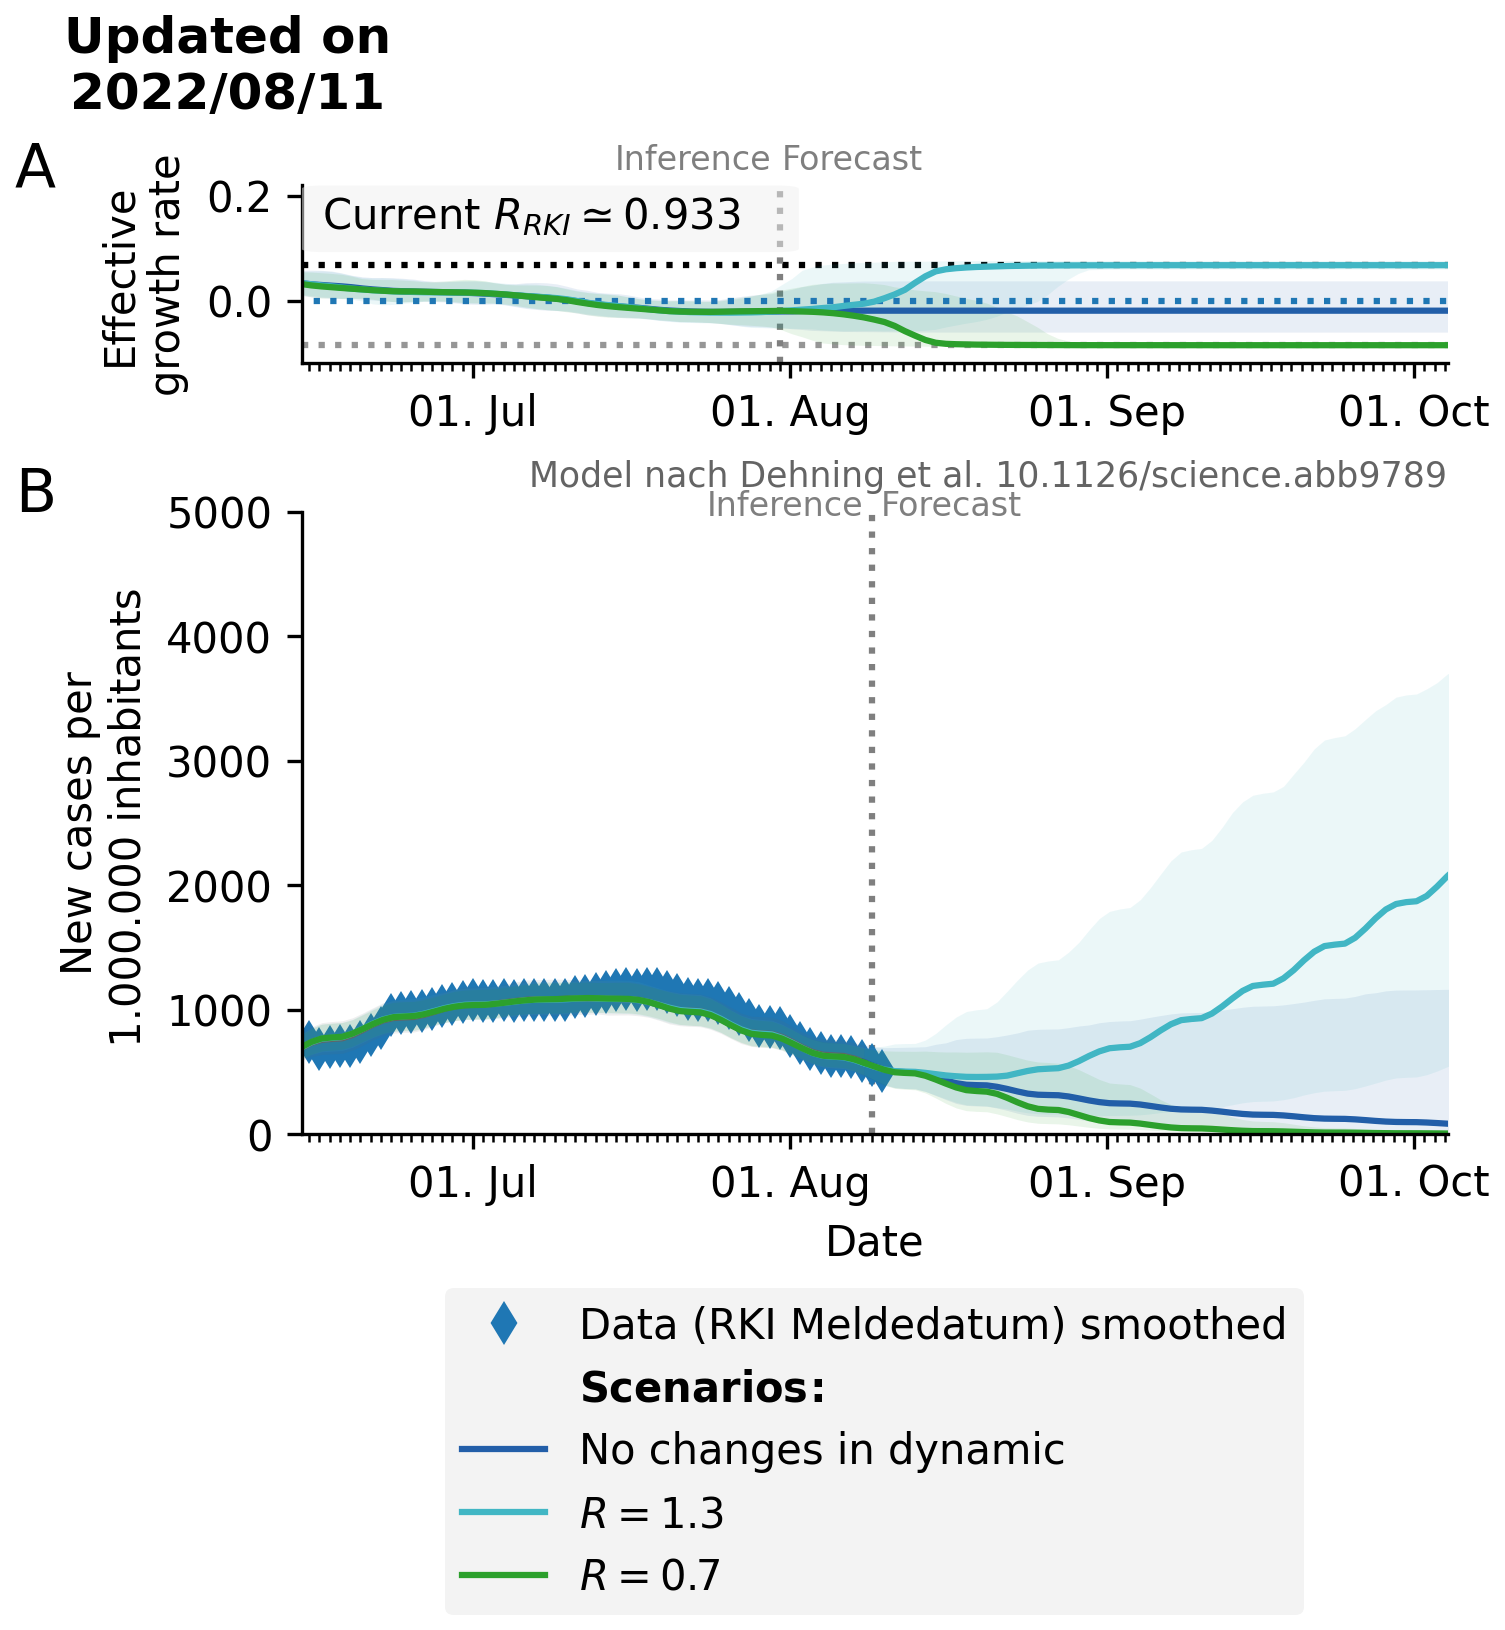 Updated on
2022/08/11
A
Inference Forecast
Effective
growth rate
0.2
0.0
Current R_RKI ≃ 0.933
01. Jul 01. Aug 01. Sep 01. Oct
B
Model nach Dehning et al. 10.1126/science.abb9789
Inference Forecast
New cases per
1.000.000 inhabitants
5000
4000
3000
2000
1000
0
01. Jul 01. Aug 01. Sep 01. Oct
Date
Data (RKI Meldedatum) smoothed
Scenarios:
No changes in dynamic
R = 1.3
R = 0.7